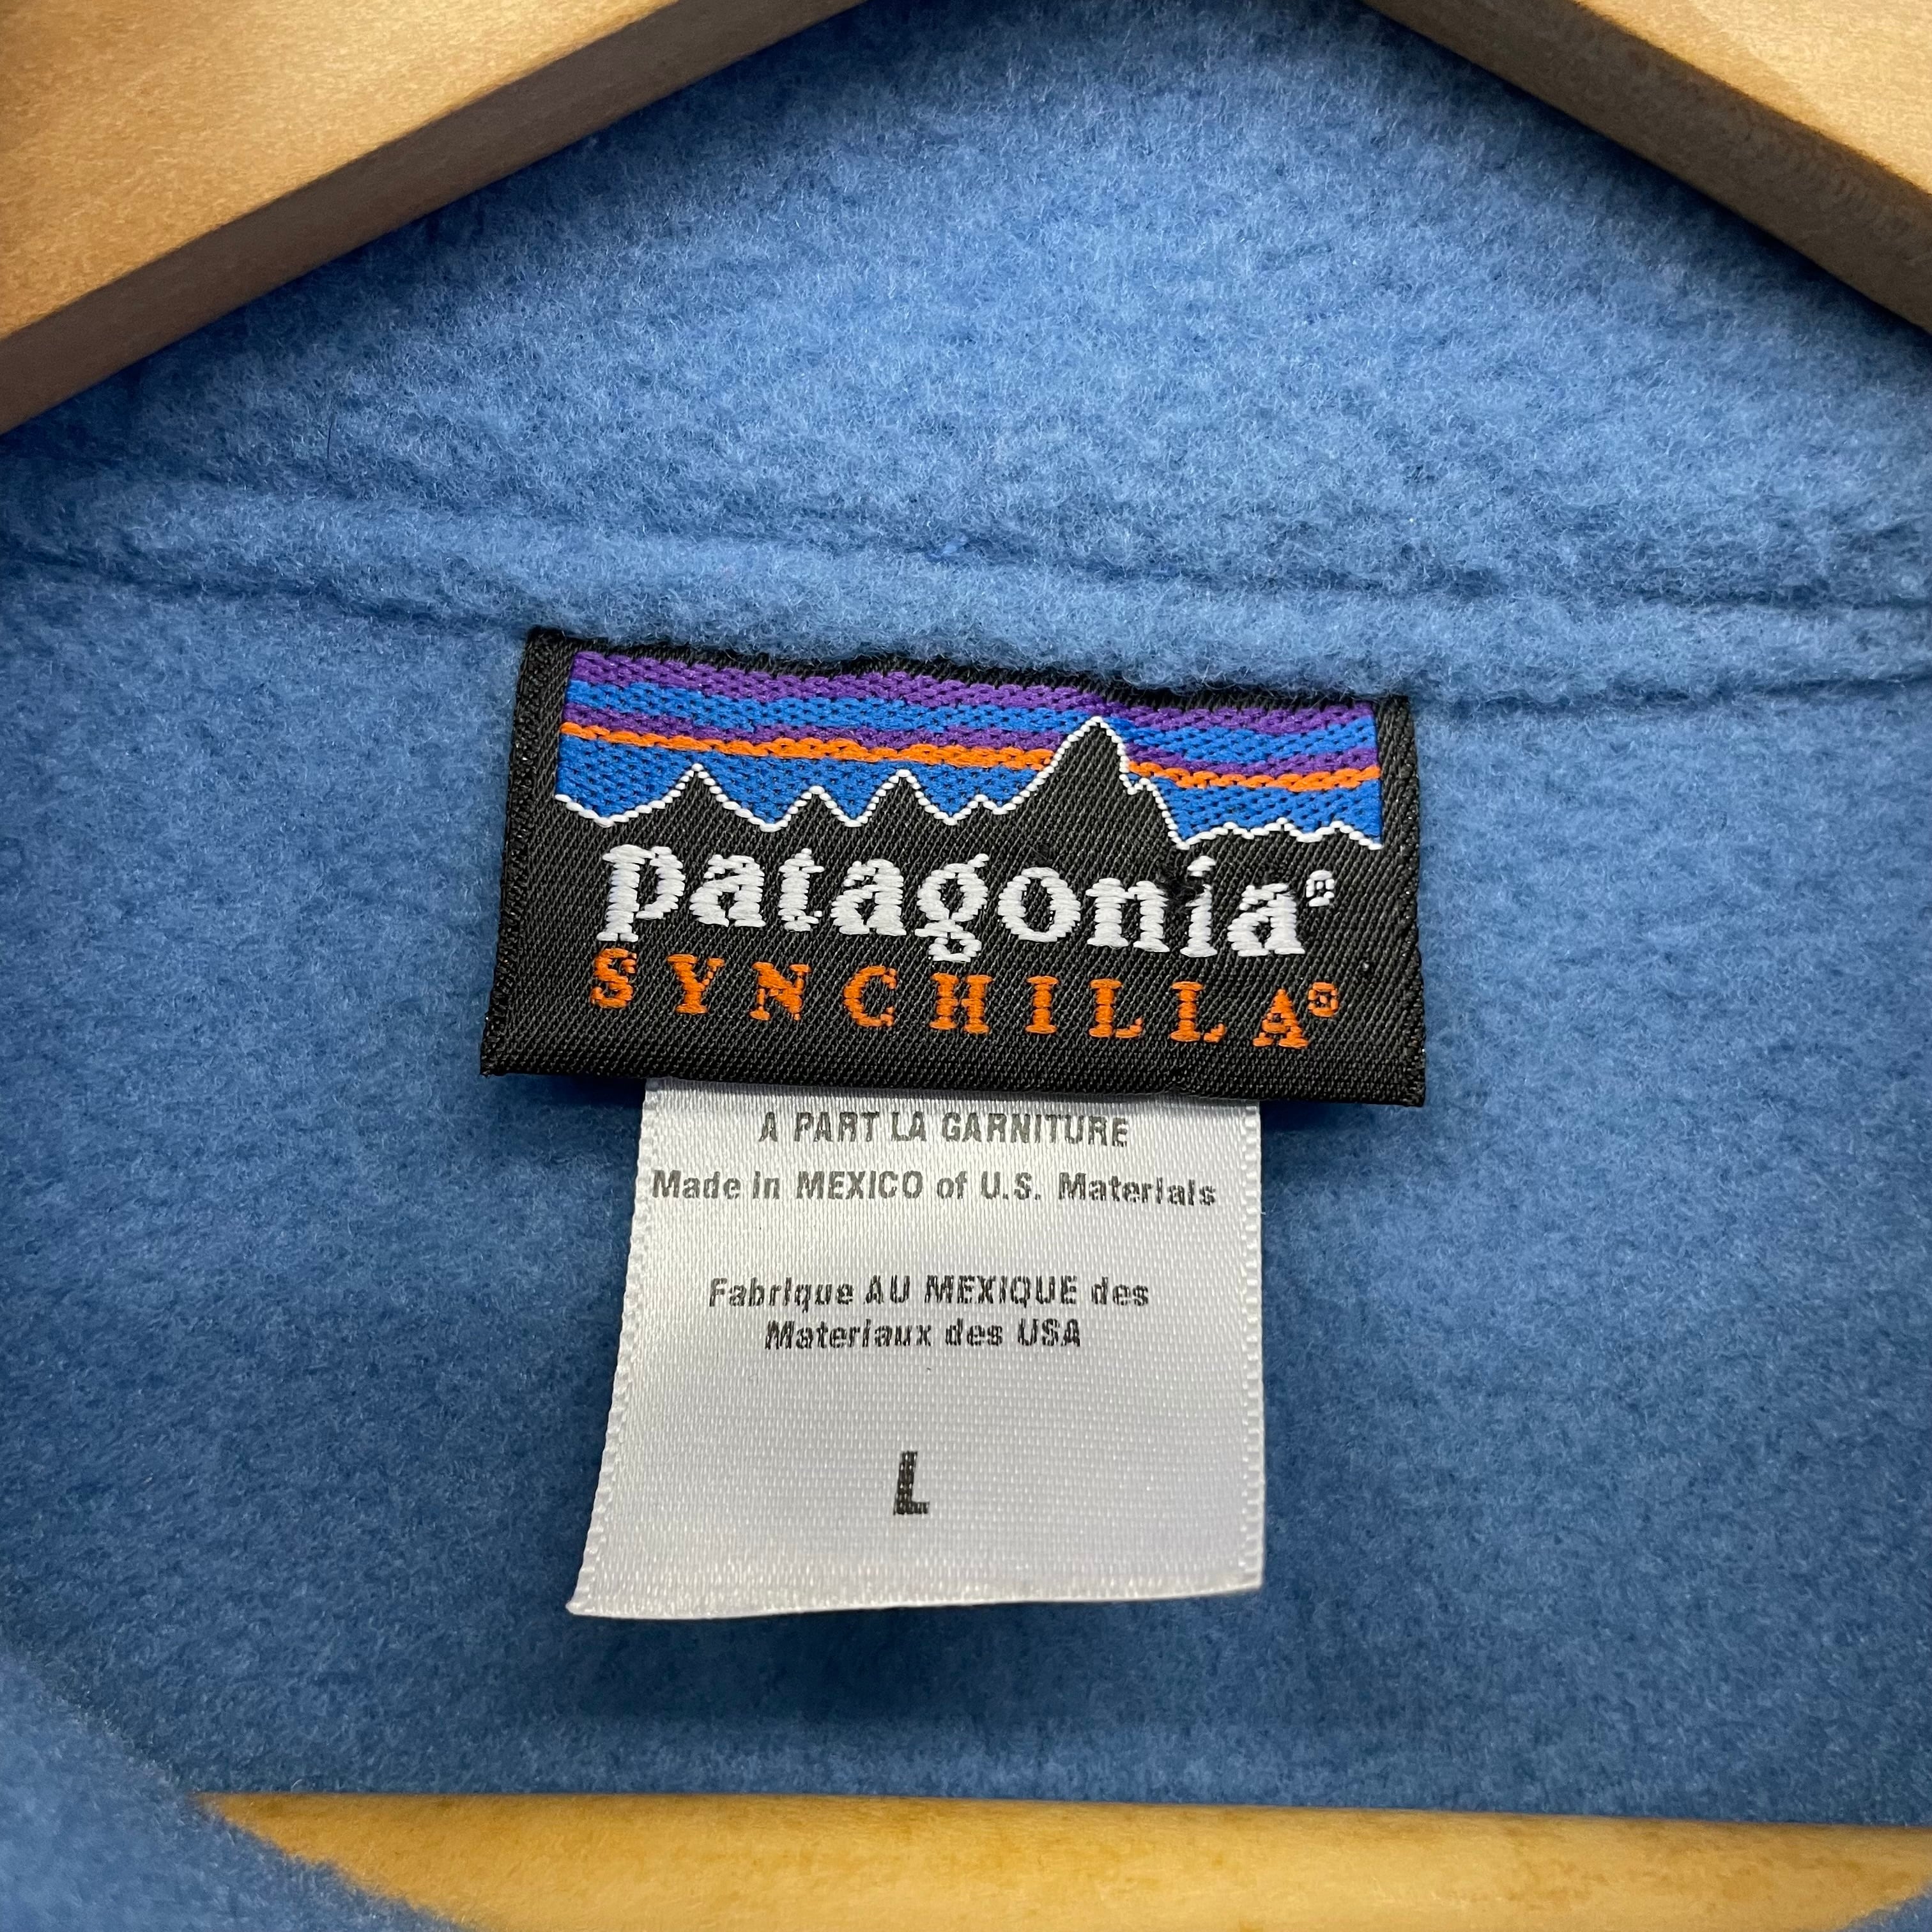 patagonia®
SYNCHILLA®
A PART LA GARNITURE
Made in MEXICO of U.S. Materials
Fabrique AU MEXIQUE des
Materiaux des USA
L